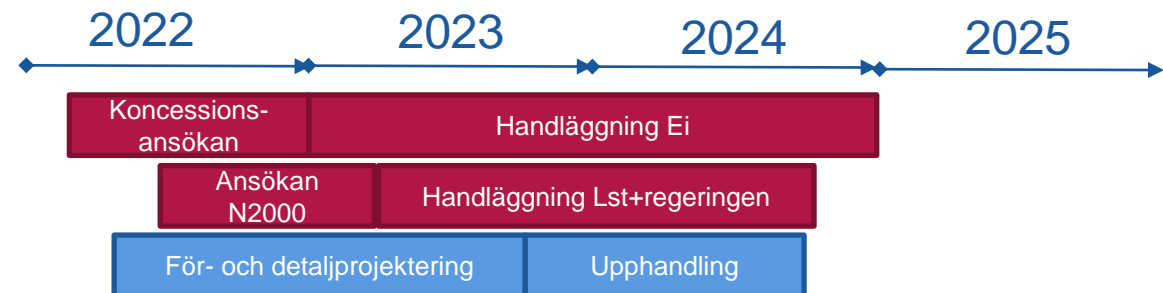 2022
2023
2024
2025
Koncessions-
ansökan
Handläggning Ei
Ansökan
N2000
Handläggning Lst+regeringen
För- och detaljprojektering
Upphandling